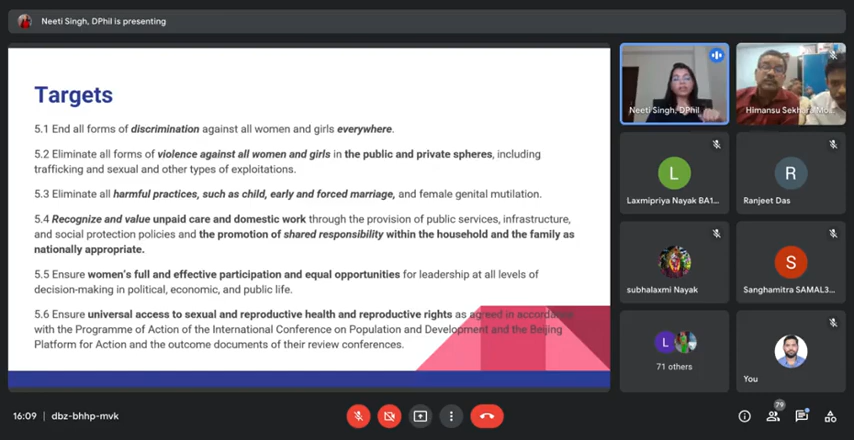 Neeti Singh, DPhil is presenting
Targets
5.1 End all forms of discrimination against all women and girls everywhere.
5.2 Eliminate all forms of violence against all women and girls in the public and private spheres, including
trafficking and sexual and other types of exploitations.
5.3 Eliminate all harmful practices, such as child, early and forced marriage, and female genital mutilation.
5.4 Recognize and value unpaid care and domestic work through the provision of public services, infrastructure,
and social protection policies and the promotion of shared responsibility within the household and the family as
nationally appropriate.
5.5 Ensure women's full and effective participation and equal opportunities for leadership at all levels of
decision-making in political, economic, and public life.
5.6 Ensure universal access to sexual and reproductive health and reproductive rights as agreed in accordance
with the Programme of Action of the International Conference on Population and Development and the Beijing
Platform for Action and the outcome documents of their review conferences.
Neeti Singh, DPhil
Himansu Sekhara Mo...
L
Laxmipriya Nayak BA1...
R
Ranjeet Das
subhalaxmi Nayak
S
Sanghamitra SAMAL3...
L
71 others
You
16:09 | dbz-bhhp-mvk
79